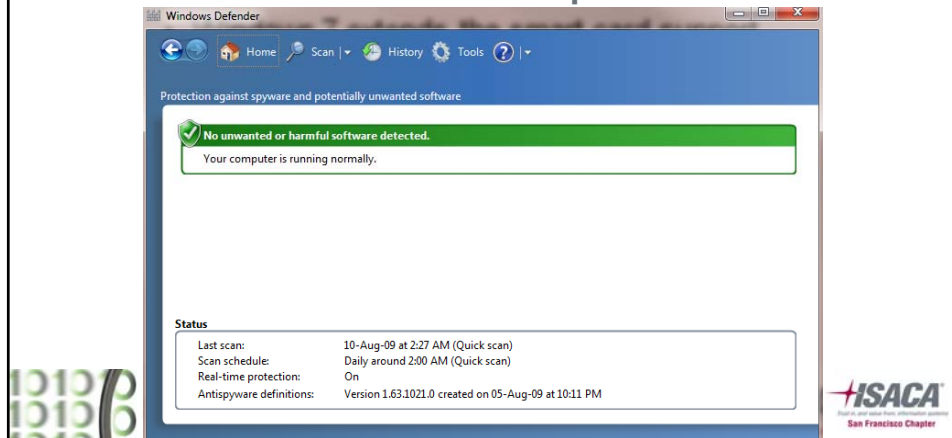 Windows Defender
Home Scan History Tools
Protection against spyware and potentially unwanted software
No unwanted or harmful software detected.
Your computer is running normally.
Status
Last scan: 10-Aug-09 at 2:27 AM (Quick scan)
Scan schedule: Daily around 2:00 AM (Quick scan)
Real-time protection: On
Antispyware definitions: Version 1.63.1021.0 created on 05-Aug-09 at 10:11 PM
10101
10101
ISACA
San Francisco Chapter